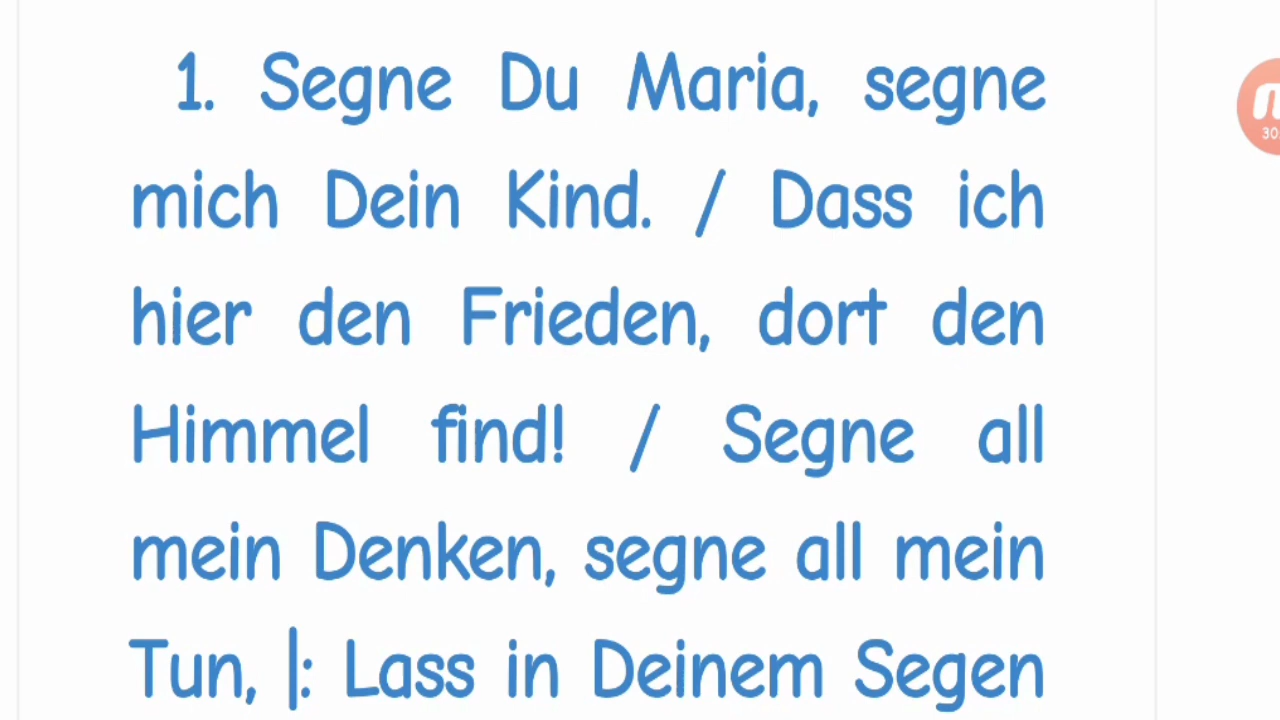 1. Segne Du Maria, segne
mich Dein Kind. / Dass ich
hier den Frieden, dort den
Himmel find! / Segne all
mein Denken, segne all mein
Tun, |: Lass in Deinem Segen